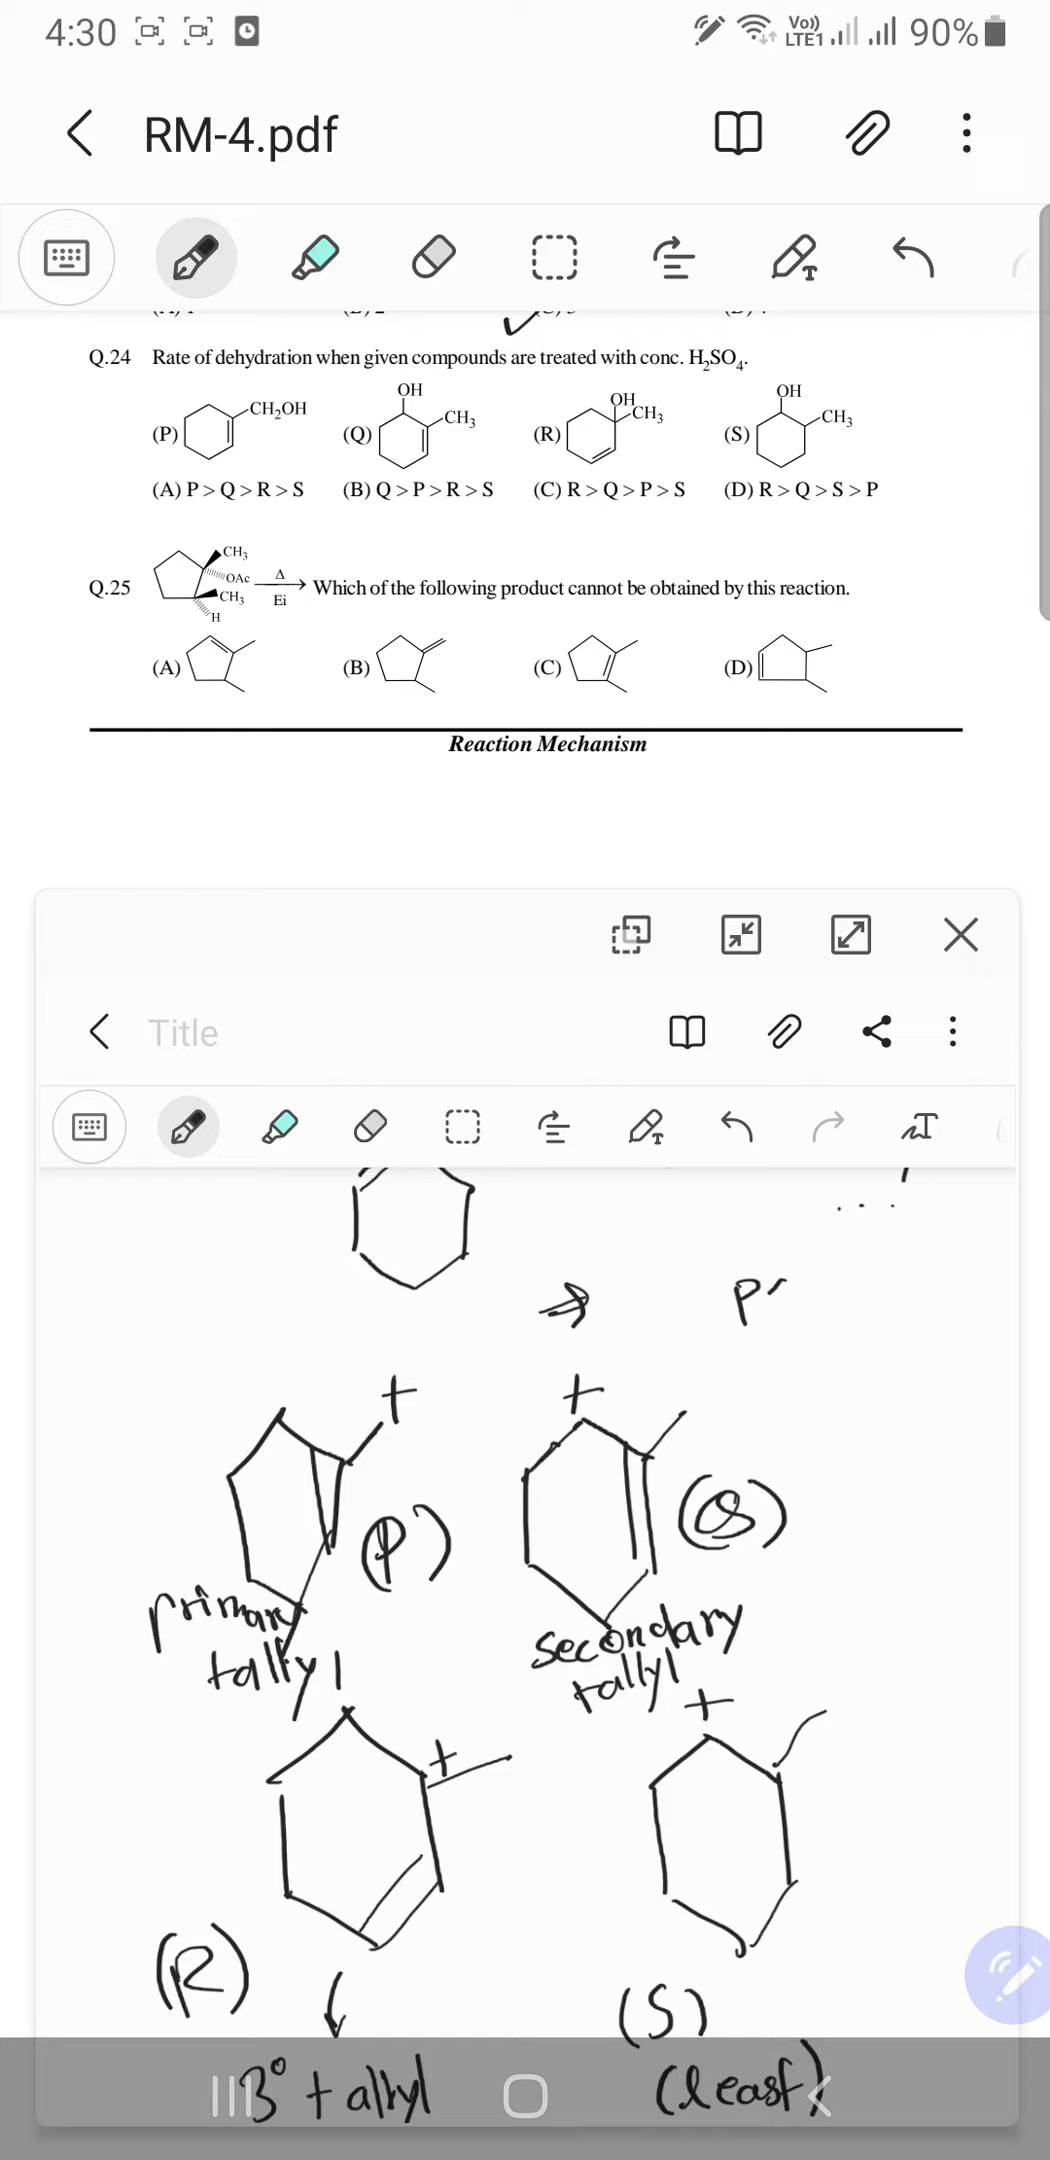 4:30 Vo)) LTE1 90%
RM-4.pdf
Q.24 Rate of dehydration when given compounds are treated with conc. H₂SO₄.
(P) CH₂OH (Q) OH CH₃ (R) OH CH₃ (S) OH CH₃
(A) P > Q > R > S (B) Q > P > R > S (C) R > Q > P > S (D) R > Q > S > P
Q.25 CH₃ OAc CH₃ H Δ Ei Which of the following product cannot be obtained by this reaction.
(A) (B) (C) (D)
Reaction Mechanism
Title
⇒ P
+ +
(P) (Q)
primary
+allyl
secondary
+allyl
+ +
(R) (S)
3° + allyl (least)